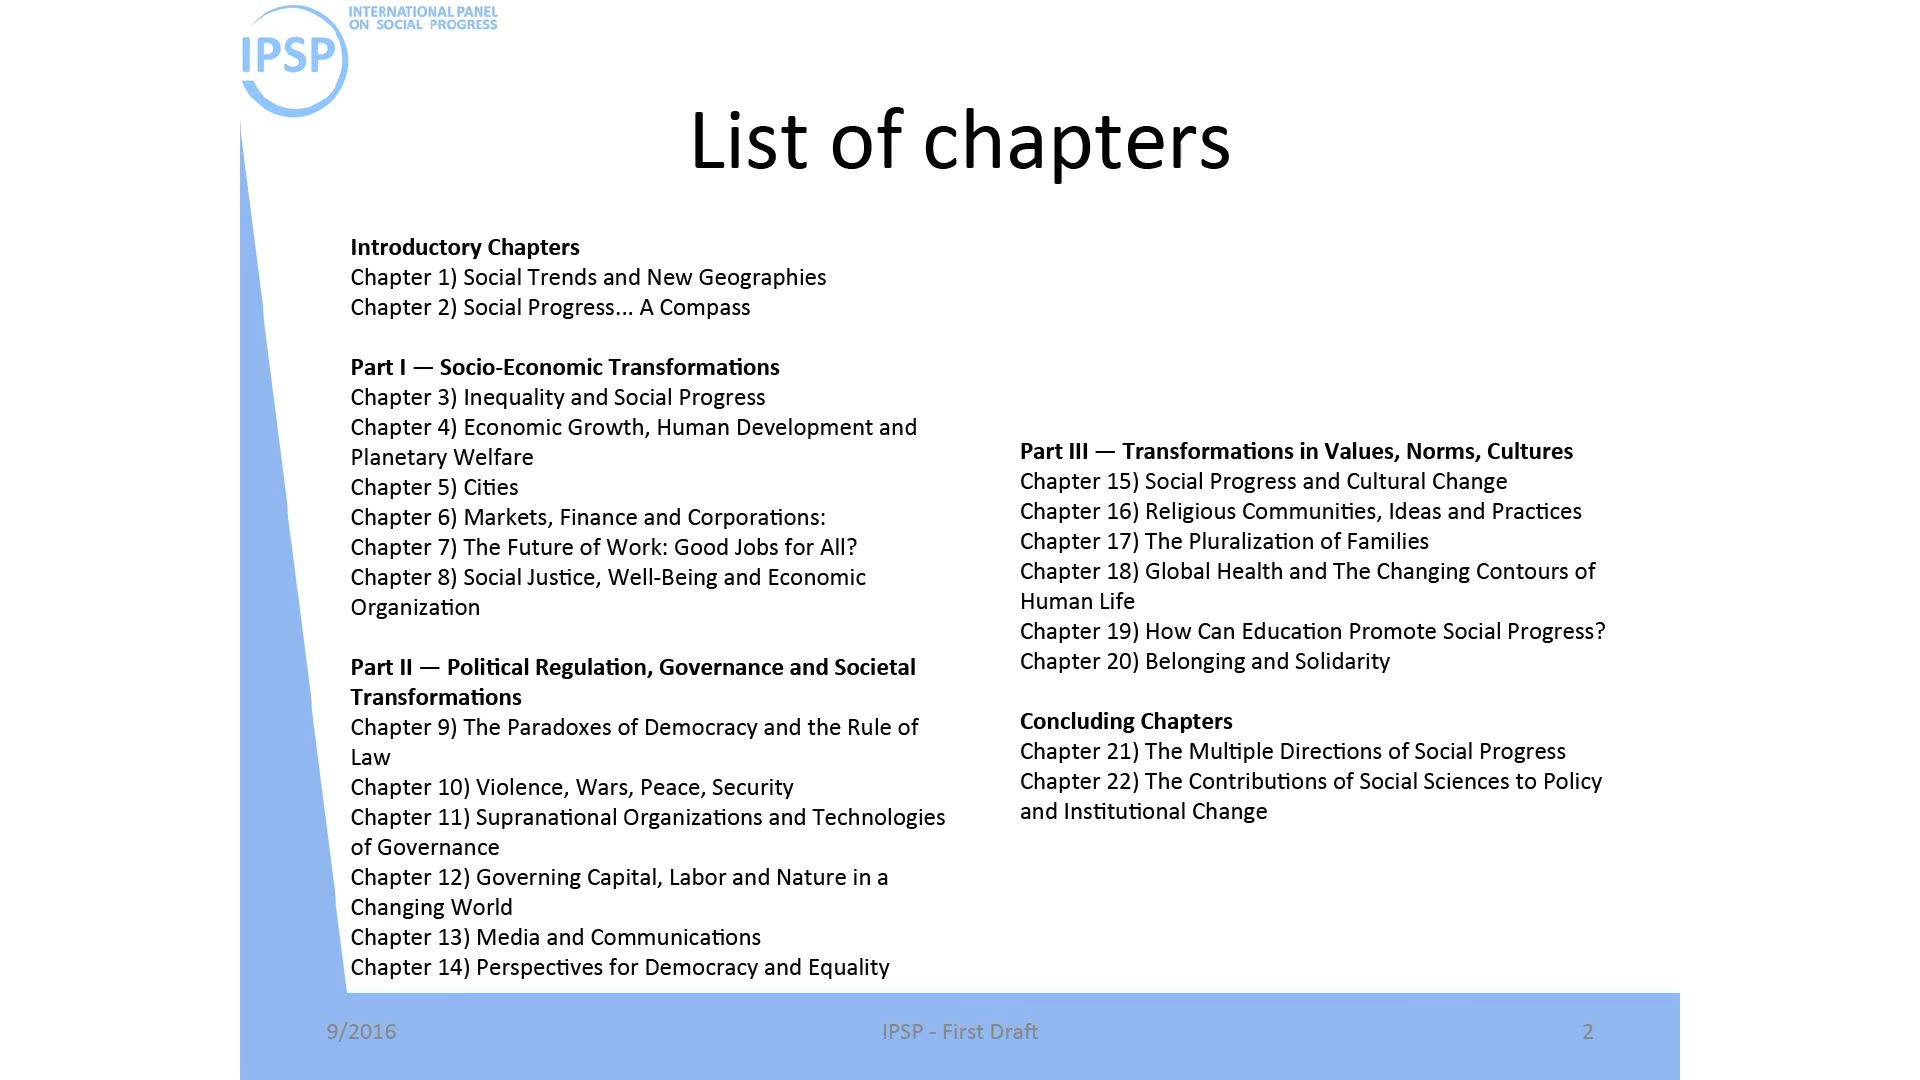 INTERNATIONAL PANEL
ON SOCIAL PROGRESS
IPSP
List of chapters
Introductory Chapters
Chapter 1) Social Trends and New Geographies
Chapter 2) Social Progress... A Compass
Part I — Socio-Economic Transformations
Chapter 3) Inequality and Social Progress
Chapter 4) Economic Growth, Human Development and
Planetary Welfare
Chapter 5) Cities
Chapter 6) Markets, Finance and Corporations:
Chapter 7) The Future of Work: Good Jobs for All?
Chapter 8) Social Justice, Well-Being and Economic
Organization
Part II — Political Regulation, Governance and Societal
Transformations
Chapter 9) The Paradoxes of Democracy and the Rule of
Law
Chapter 10) Violence, Wars, Peace, Security
Chapter 11) Supranational Organizations and Technologies
of Governance
Chapter 12) Governing Capital, Labor and Nature in a
Changing World
Chapter 13) Media and Communications
Chapter 14) Perspectives for Democracy and Equality
Part III — Transformations in Values, Norms, Cultures
Chapter 15) Social Progress and Cultural Change
Chapter 16) Religious Communities, Ideas and Practices
Chapter 17) The Pluralization of Families
Chapter 18) Global Health and The Changing Contours of
Human Life
Chapter 19) How Can Education Promote Social Progress?
Chapter 20) Belonging and Solidarity
Concluding Chapters
Chapter 21) The Multiple Directions of Social Progress
Chapter 22) The Contributions of Social Sciences to Policy
and Institutional Change
9/2016
IPSP - First Draft
2